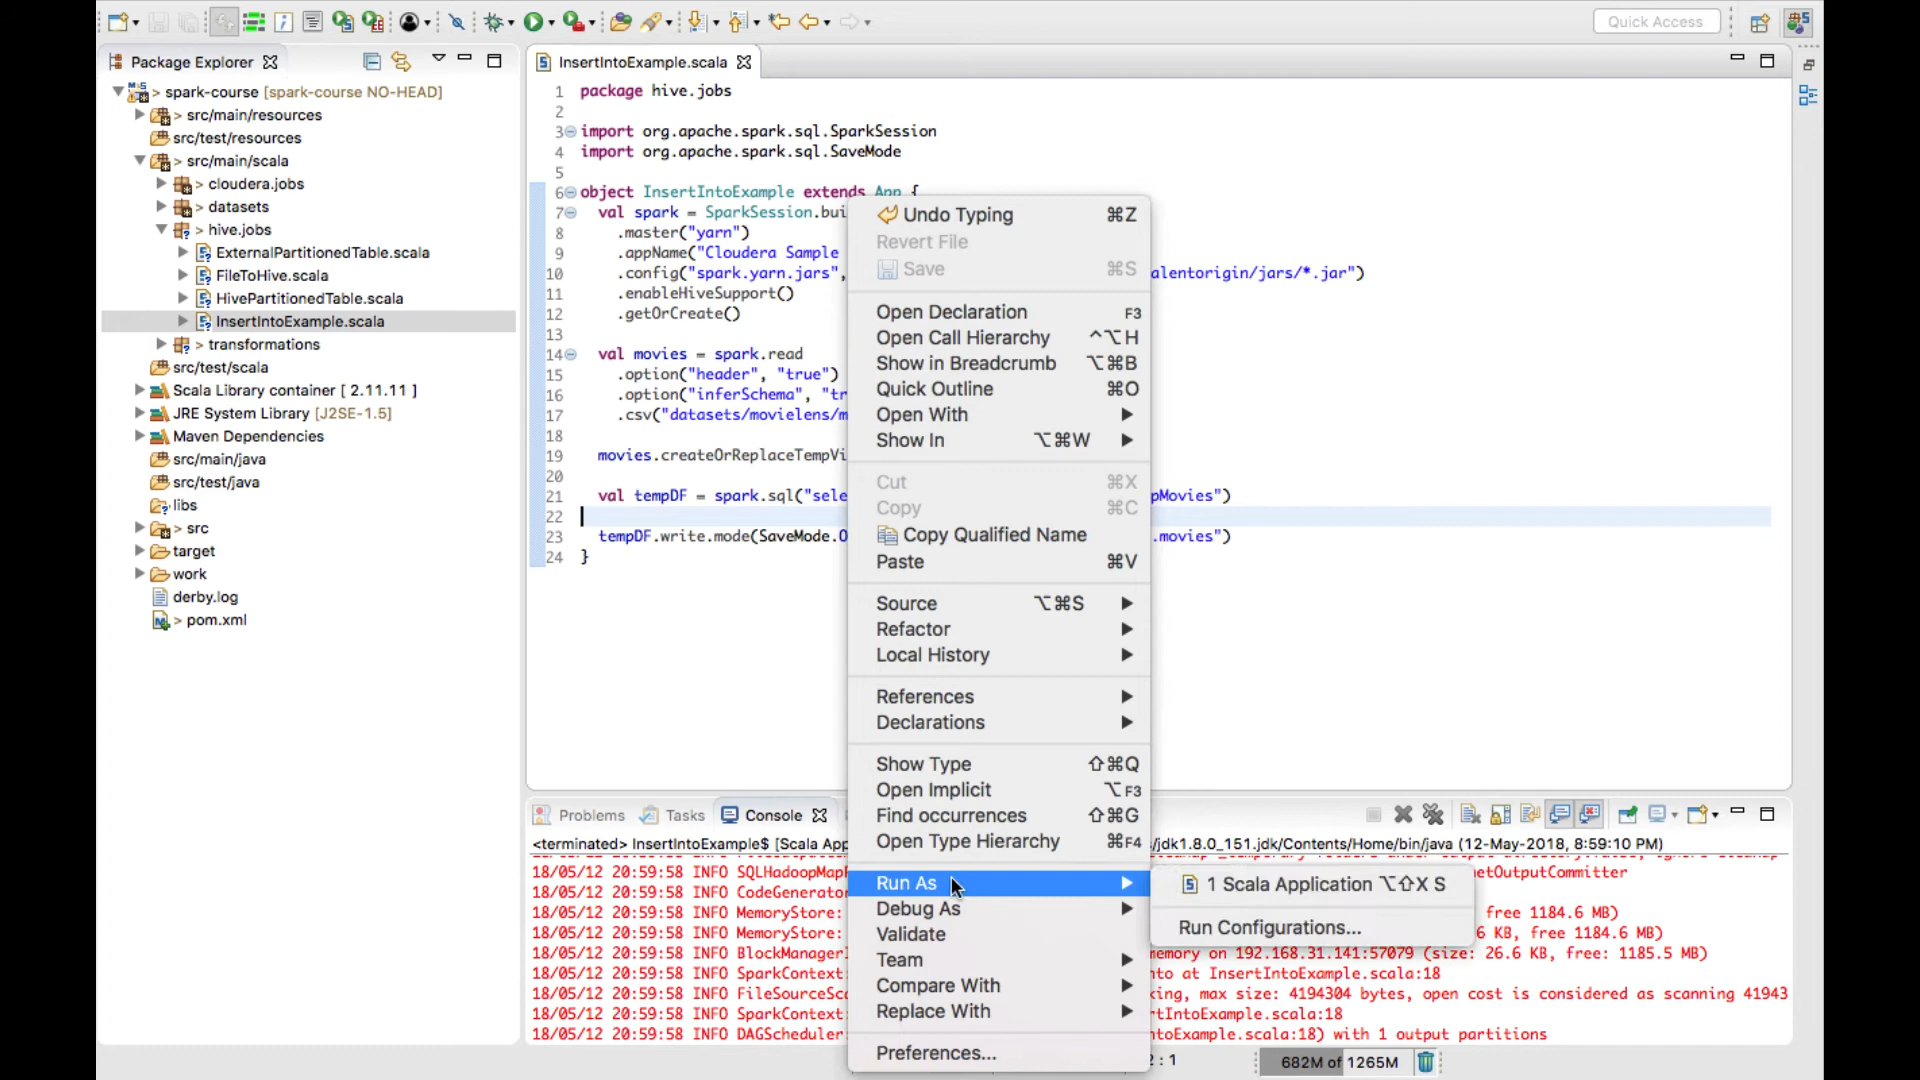 Quick Access
Package Explorer
> spark-course [spark-course NO-HEAD]
> src/main/resources
src/test/resources
> src/main/scala
> cloudera.jobs
> datasets
> hive.jobs
ExternalPartitionedTable.scala
FileToHive.scala
HivePartitionedTable.scala
InsertIntoExample.scala
> transformations
src/test/scala
Scala Library container [ 2.11.11 ]
JRE System Library [J2SE-1.5]
Maven Dependencies
src/main/java
src/test/java
libs
> src
target
work
derby.log
> pom.xml
InsertIntoExample.scala
1 package hive.jobs
2
3 import org.apache.spark.sql.SparkSession
4 import org.apache.spark.sql.SaveMode
5
6 object InsertIntoExample extends App {
7 val spark = SparkSession.bui
8 .master("yarn")
9 .appName("Cloudera Sample
10 .config("spark.yarn.jars", alentorigin/jars/*.jar")
11 .enableHiveSupport()
12 .getOrCreate()
13
14 val movies = spark.read
15 .option("header", "true")
16 .option("inferSchema", "tr
17 .csv("datasets/movielens/m
18
19 movies.createOrReplaceTempVi
20
21 val tempDF = spark.sql("sele pMovies")
22
23 tempDF.write.mode(SaveMode.O .movies")
24 }
Undo Typing ⌘Z
Revert File
Save ⌘S
Open Declaration F3
Open Call Hierarchy ^⌥H
Show in Breadcrumb ⌥⌘B
Quick Outline ⌘O
Open With
Show In ⌥⌘W
Cut ⌘X
Copy ⌘C
Copy Qualified Name
Paste ⌘V
Source ⌥⌘S
Refactor
Local History
References
Declarations
Show Type ⇧⌘Q
Open Implicit ⌥F3
Find occurrences ⇧⌘G
Open Type Hierarchy ⌘F4
Run As
Debug As
Validate
Team
Compare With
Replace With
Preferences...
1 Scala Application ⌥⇧X S
Run Configurations...
Problems Tasks Console
<terminated> InsertIntoExample$ [Scala App /jdk1.8.0_151.jdk/Contents/Home/bin/java (12-May-2018, 8:59:10 PM)
18/05/12 20:59:58 INFO SQLHadoopMapR etOutputCommitter
18/05/12 20:59:58 INFO CodeGenerator
18/05/12 20:59:58 INFO MemoryStore: free 1184.6 MB)
18/05/12 20:59:58 INFO MemoryStore: 6 KB, free 1184.6 MB)
18/05/12 20:59:58 INFO BlockManagerI memory on 192.168.31.141:57079 (size: 26.6 KB, free: 1185.5 MB)
18/05/12 20:59:58 INFO SparkContext: nto at InsertIntoExample.scala:18
18/05/12 20:59:58 INFO FileSourceSca king, max size: 4194304 bytes, open cost is considered as scanning 41943
18/05/12 20:59:58 INFO SparkContext: rtIntoExample.scala:18
18/05/12 20:59:58 INFO DAGScheduler: ntoExample.scala:18) with 1 output partitions
2 : 1
682M of 1265M